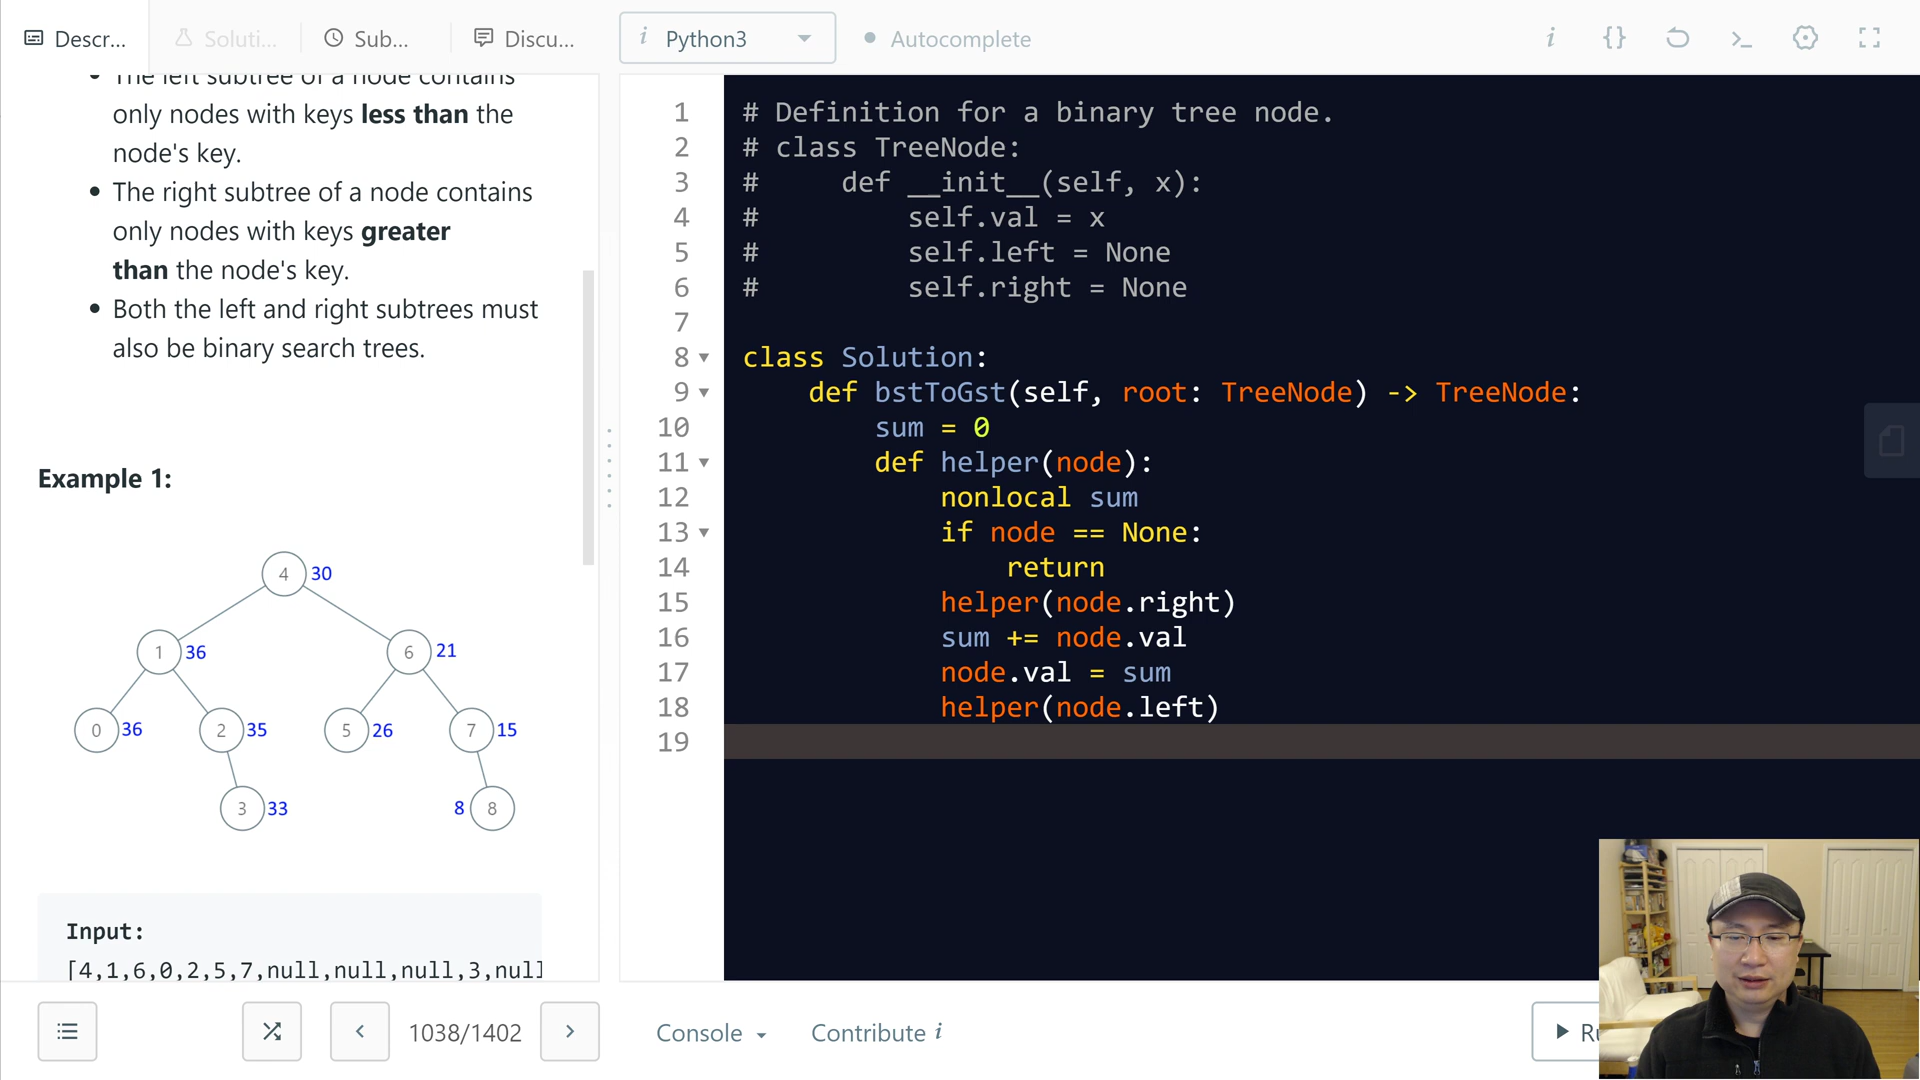 Descr...
Soluti...
Sub...
Discu...
i Python3
Autocomplete
i {} >_
The left subtree of a node contains
only nodes with keys less than the
node's key.
The right subtree of a node contains
only nodes with keys greater
than the node's key.
Both the left and right subtrees must
also be binary search trees.
Example 1:
4 30
1 36
6 21
0 36
2 35
5 26
7 15
3 33
8 8
Input:
[4,1,6,0,2,5,7,null,null,null,3,null
1 # Definition for a binary tree node.
2 # class TreeNode:
3 #     def __init__(self, x):
4 #         self.val = x
5 #         self.left = None
6 #         self.right = None
7
8 class Solution:
9     def bstToGst(self, root: TreeNode) -> TreeNode:
10         sum = 0
11         def helper(node):
12             nonlocal sum
13             if node == None:
14                 return
15             helper(node.right)
16             sum += node.val
17             node.val = sum
18             helper(node.left)
19
1038/1402
Console
Contribute i